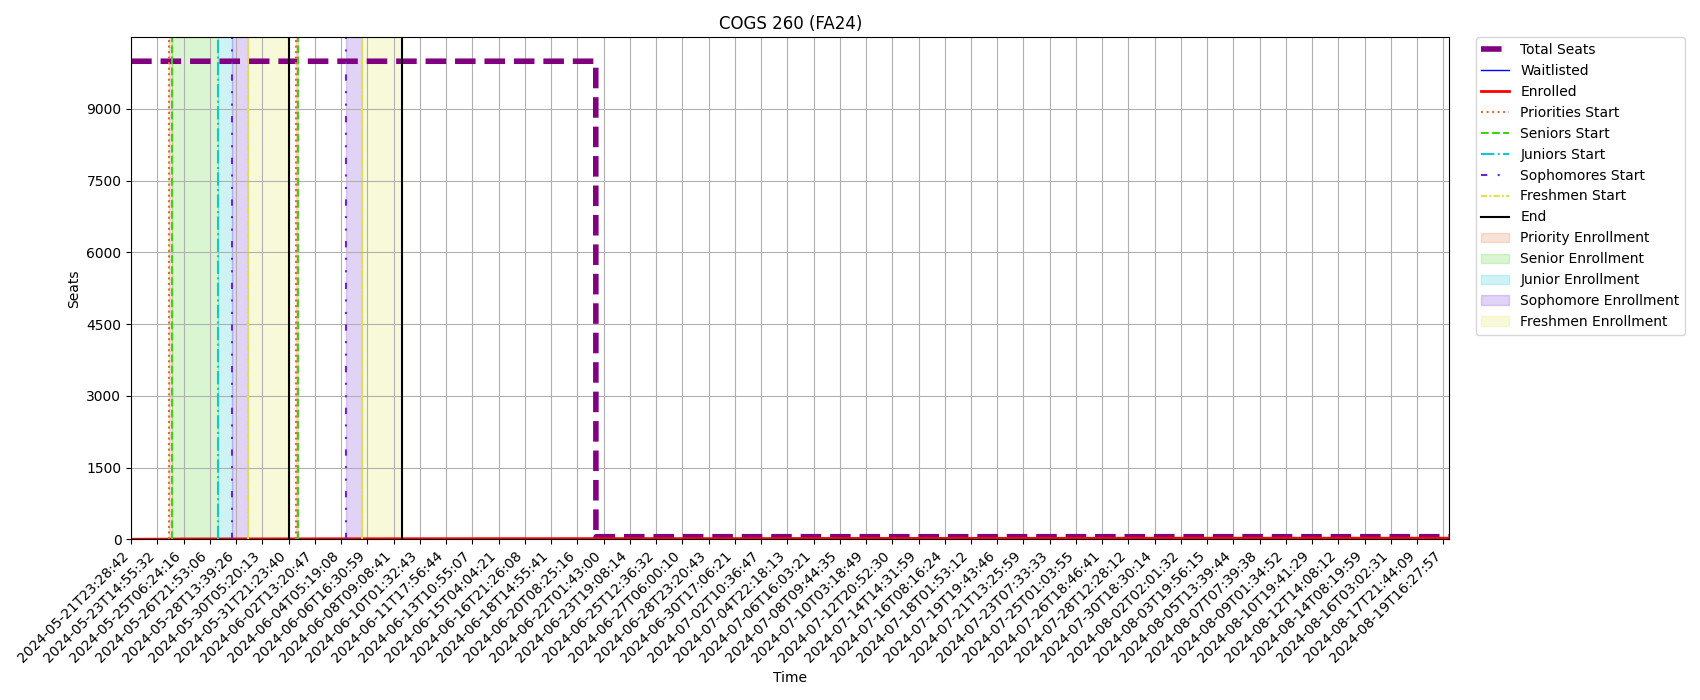 COGS 260 (FA24)
Seats
9000
7500
6000
4500
3000
1500
0
2024-05-21T23:28:42
2024-05-23T14:55:32
2024-05-25T06:24:16
2024-05-26T21:53:06
2024-05-28T13:39:26
2024-05-30T05:20:13
2024-05-31T21:23:40
2024-06-02T13:20:47
2024-06-04T05:19:08
2024-06-06T16:30:59
2024-06-08T09:08:41
2024-06-10T01:32:43
2024-06-11T17:56:44
2024-06-13T10:55:07
2024-06-15T04:04:21
2024-06-16T21:26:08
2024-06-18T14:55:41
2024-06-20T08:25:16
2024-06-22T01:43:00
2024-06-23T19:08:14
2024-06-25T12:36:32
2024-06-27T06:00:10
2024-06-28T23:20:43
2024-06-30T17:06:21
2024-07-02T10:36:47
2024-07-04T22:18:13
2024-07-06T16:03:21
2024-07-08T09:44:35
2024-07-10T03:18:49
2024-07-12T20:52:30
2024-07-14T14:31:59
2024-07-16T08:16:24
2024-07-18T01:53:12
2024-07-19T19:43:46
2024-07-21T13:25:59
2024-07-23T07:33:33
2024-07-25T01:03:55
2024-07-26T18:46:41
2024-07-28T12:28:12
2024-07-30T18:30:14
2024-08-02T02:01:32
2024-08-03T19:56:15
2024-08-05T13:39:44
2024-08-07T07:39:38
2024-08-09T01:34:52
2024-08-10T19:41:29
2024-08-12T14:08:12
2024-08-14T08:19:59
2024-08-16T03:02:31
2024-08-17T21:44:09
2024-08-19T16:27:57
Time
Total Seats
Waitlisted
Enrolled
Priorities Start
Seniors Start
Juniors Start
Sophomores Start
Freshmen Start
End
Priority Enrollment
Senior Enrollment
Junior Enrollment
Sophomore Enrollment
Freshmen Enrollment